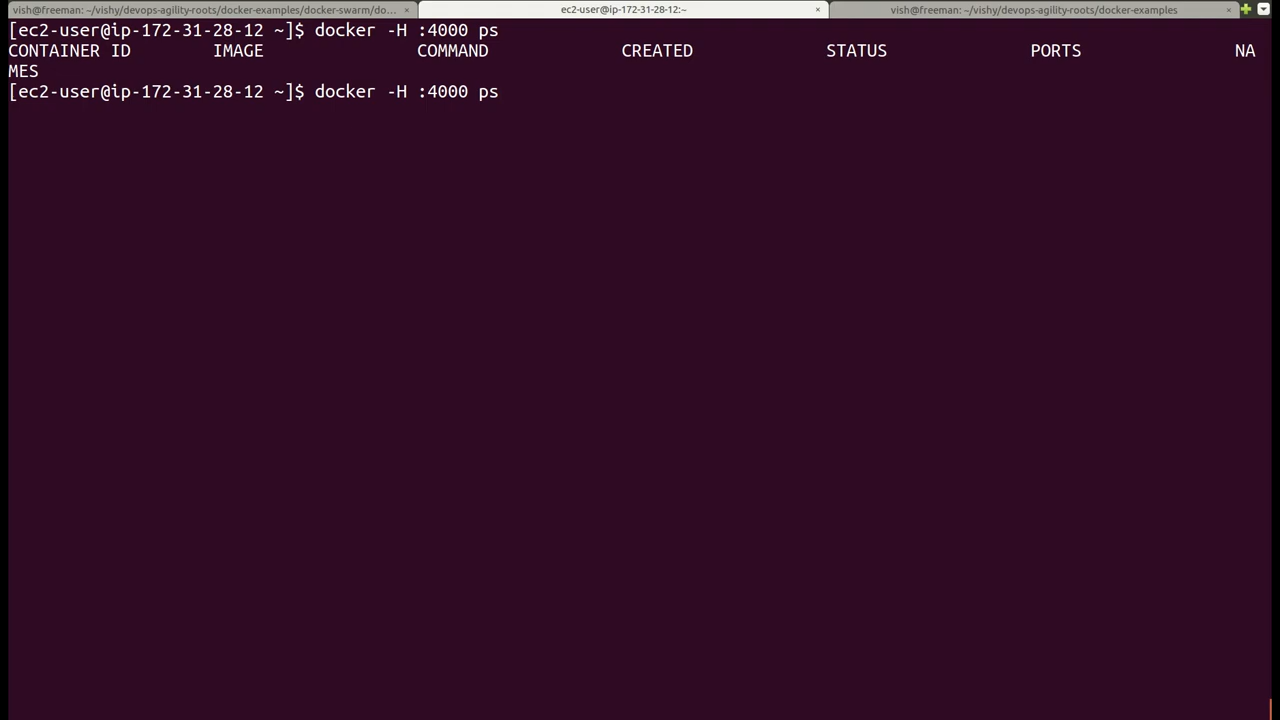 vish@freeman: ~/vishy/devops-agility-roots/docker-examples/docker-swarm/do... × ec2-user@ip-172-31-28-12:~ × vish@freeman: ~/vishy/devops-agility-roots/docker-examples ×
[ec2-user@ip-172-31-28-12 ~]$ docker -H :4000 ps
CONTAINER ID        IMAGE               COMMAND             CREATED             STATUS              PORTS               NA
MES
[ec2-user@ip-172-31-28-12 ~]$ docker -H :4000 ps